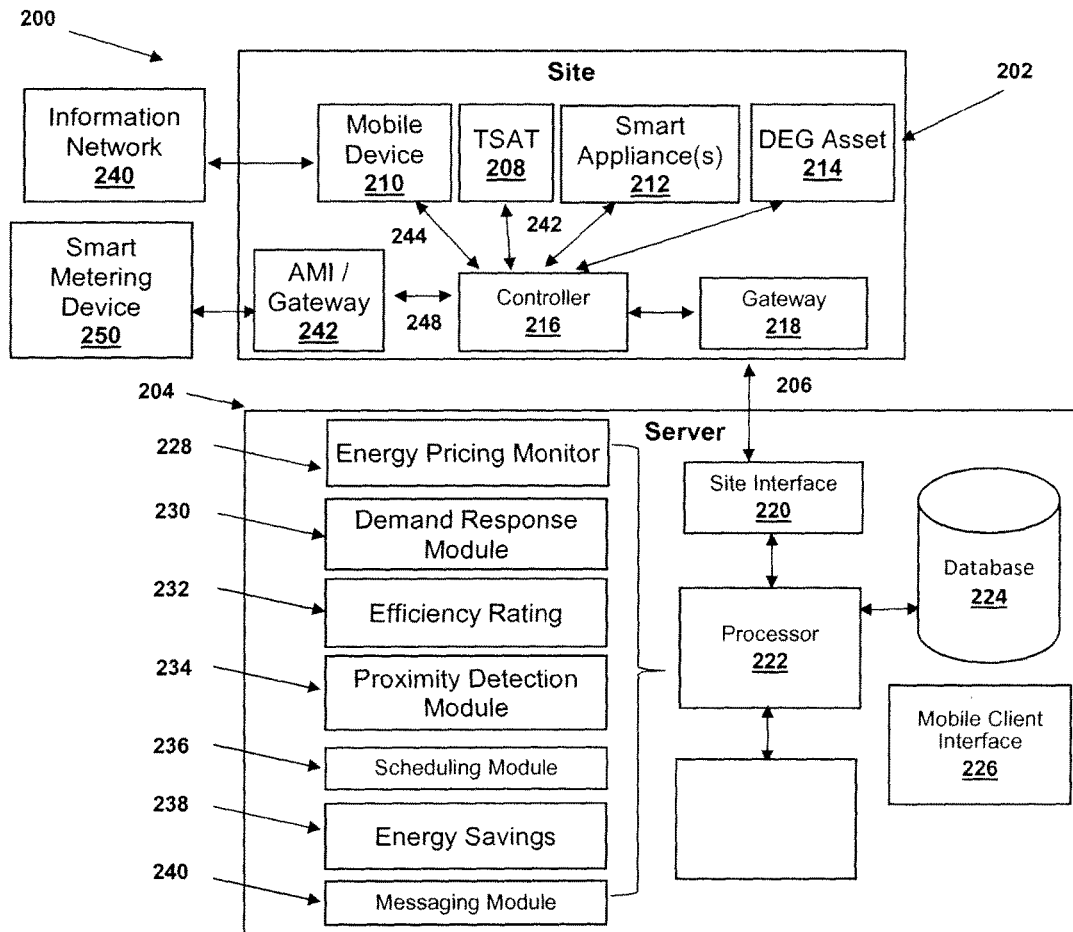 200
Site
202
Information
Network
240
Mobile
Device
210
TSAT
208
Smart
Appliance(s)
212
DEG Asset
214
244
242
Smart
Metering
Device
250
AMI /
Gateway
242
248
Controller
216
Gateway
218
206
204
Server
228
Energy Pricing Monitor
230
Demand Response
Module
232
Efficiency Rating
234
Proximity Detection
Module
236
Scheduling Module
238
Energy Savings
240
Messaging Module
Site Interface
220
Processor
222
Database
224
Mobile Client
Interface
226